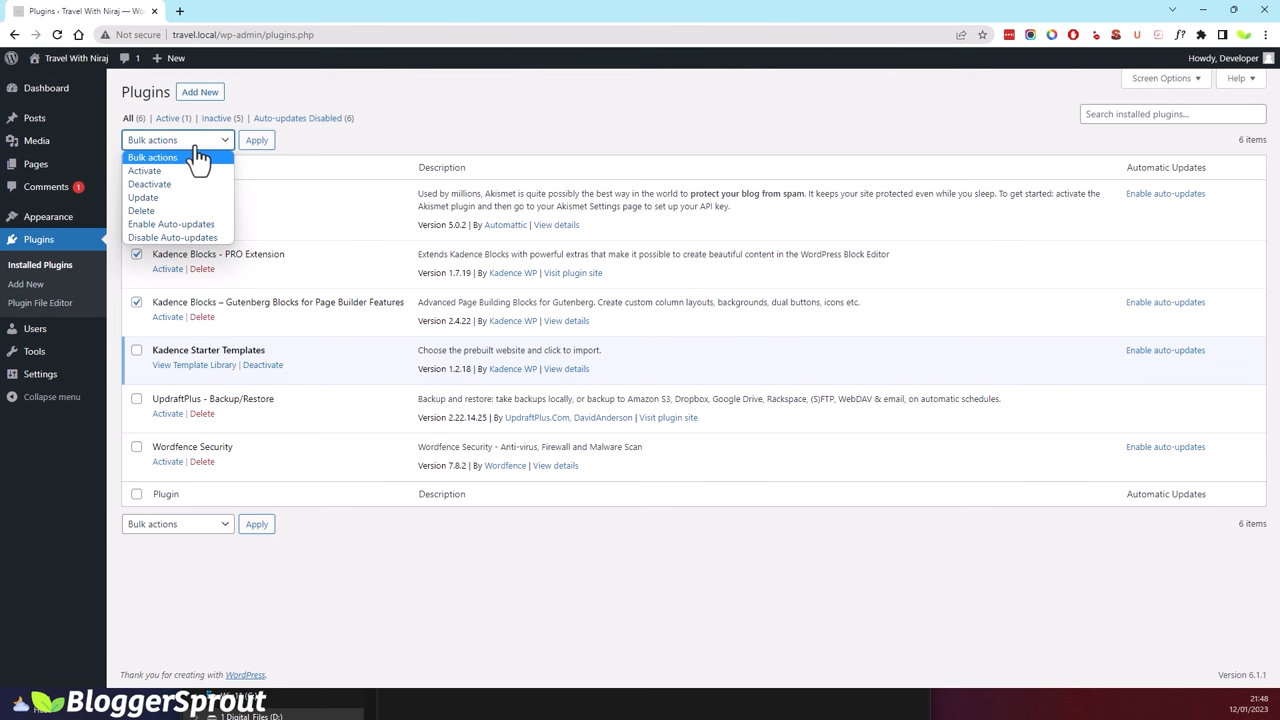 Plugins ‹ Travel With Niraj — Wo
Not secure
travel.local/wp-admin/plugins.php
Travel With Niraj
1
New
Howdy, Developer
Dashboard
Posts
Media
Pages
Comments 1
Appearance
Plugins
Installed Plugins
Add New
Plugin File Editor
Users
Tools
Settings
Collapse menu
Screen Options
Help
Plugins
Add New
All (6) | Active (1) | Inactive (5) | Auto-updates Disabled (6)
Search installed plugins...
Bulk actions
Apply
6 items
Bulk actions
Activate
Deactivate
Update
Delete
Enable Auto-updates
Disable Auto-updates
Description
Automatic Updates
Used by millions, Akismet is quite possibly the best way in the world to protect your blog from spam. It keeps your site protected even while you sleep. To get started: activate the
Akismet plugin and then go to your Akismet Settings page to set up your API key.
Version 5.0.2 | By Automattic | View details
Enable auto-updates
Kadence Blocks - PRO Extension
Activate | Delete
Extends Kadence Blocks with powerful extras that make it possible to create beautiful content in the WordPress Block Editor
Version 1.7.19 | By Kadence WP | Visit plugin site
Kadence Blocks – Gutenberg Blocks for Page Builder Features
Activate | Delete
Advanced Page Building Blocks for Gutenberg. Create custom column layouts, backgrounds, dual buttons, icons etc.
Version 2.4.22 | By Kadence WP | View details
Enable auto-updates
Kadence Starter Templates
View Template Library | Deactivate
Choose the prebuilt website and click to import.
Version 1.2.18 | By Kadence WP | View details
Enable auto-updates
UpdraftPlus - Backup/Restore
Activate | Delete
Backup and restore: take backups locally, or backup to Amazon S3, Dropbox, Google Drive, Rackspace, (S)FTP, WebDAV & email, on automatic schedules.
Version 2.22.14.25 | By UpdraftPlus.Com, DavidAnderson | Visit plugin site
Wordfence Security
Activate | Delete
Wordfence Security - Anti-virus, Firewall and Malware Scan
Version 7.8.2 | By Wordfence | View details
Enable auto-updates
Plugin
Description
Automatic Updates
Bulk actions
Apply
6 items
Thank you for creating with WordPress.
Version 6.1.1
BloggerSprout
1 Digital_Files (D:)
21:48
12/01/2023